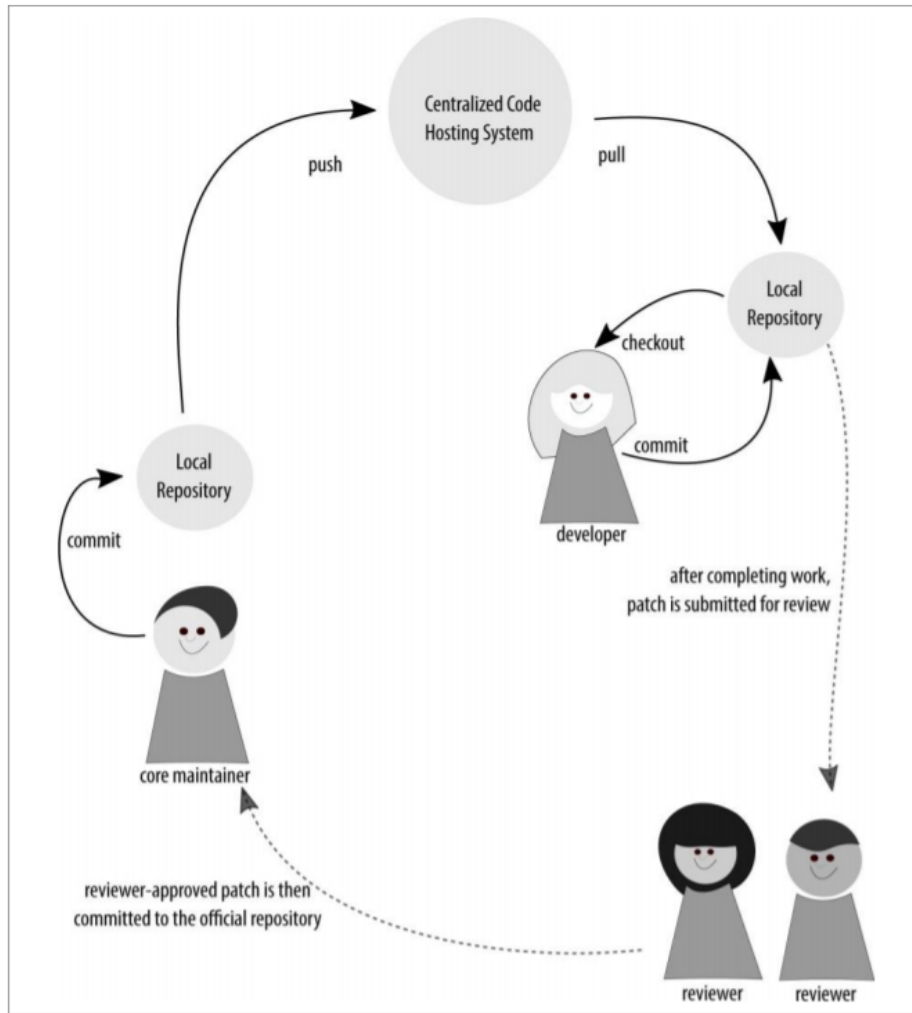 Centralized Code
Hosting System
push
pull
Local
Repository
checkout
commit
developer
Local
Repository
commit
after completing work,
patch is submitted for review
core maintainer
reviewer-approved patch is then
committed to the official repository
reviewer
reviewer